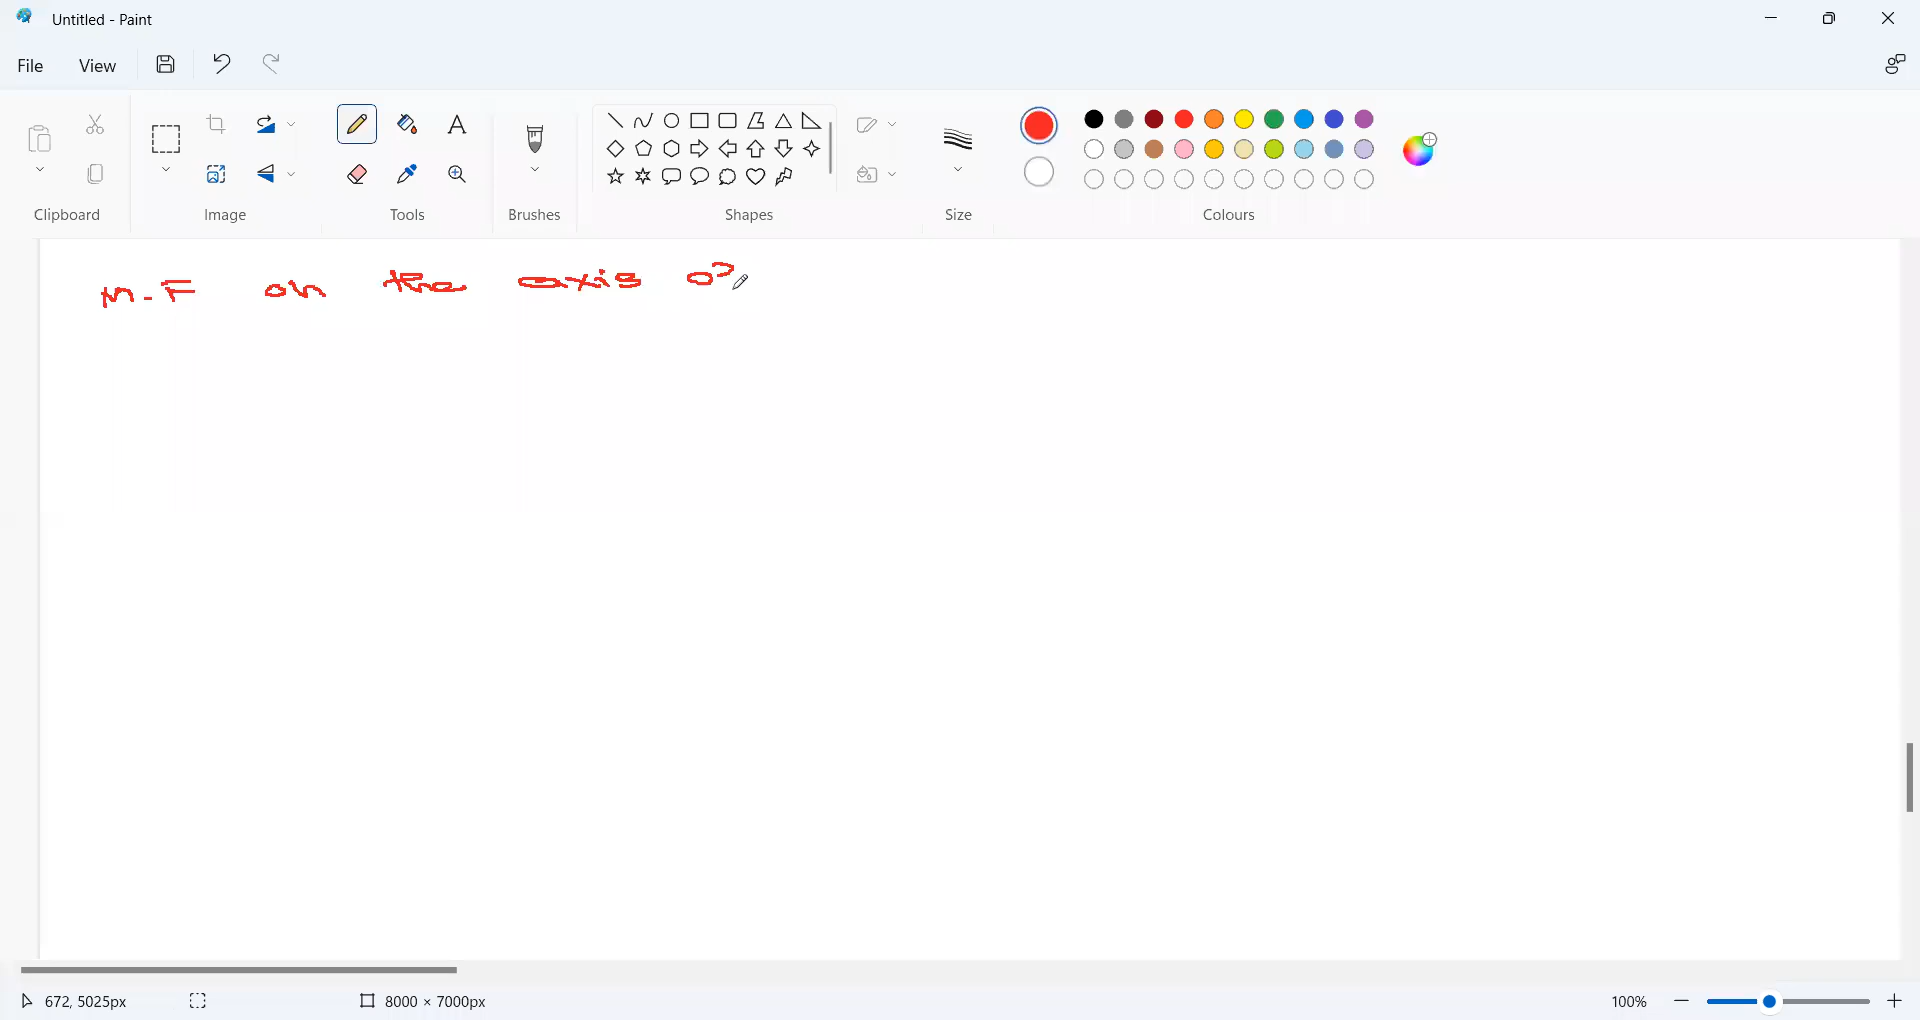 Untitled - Paint
File View
Clipboard Image Tools Brushes Shapes Size Colours
M-F on the axis
672, 5025px 8000 × 7000px 100%